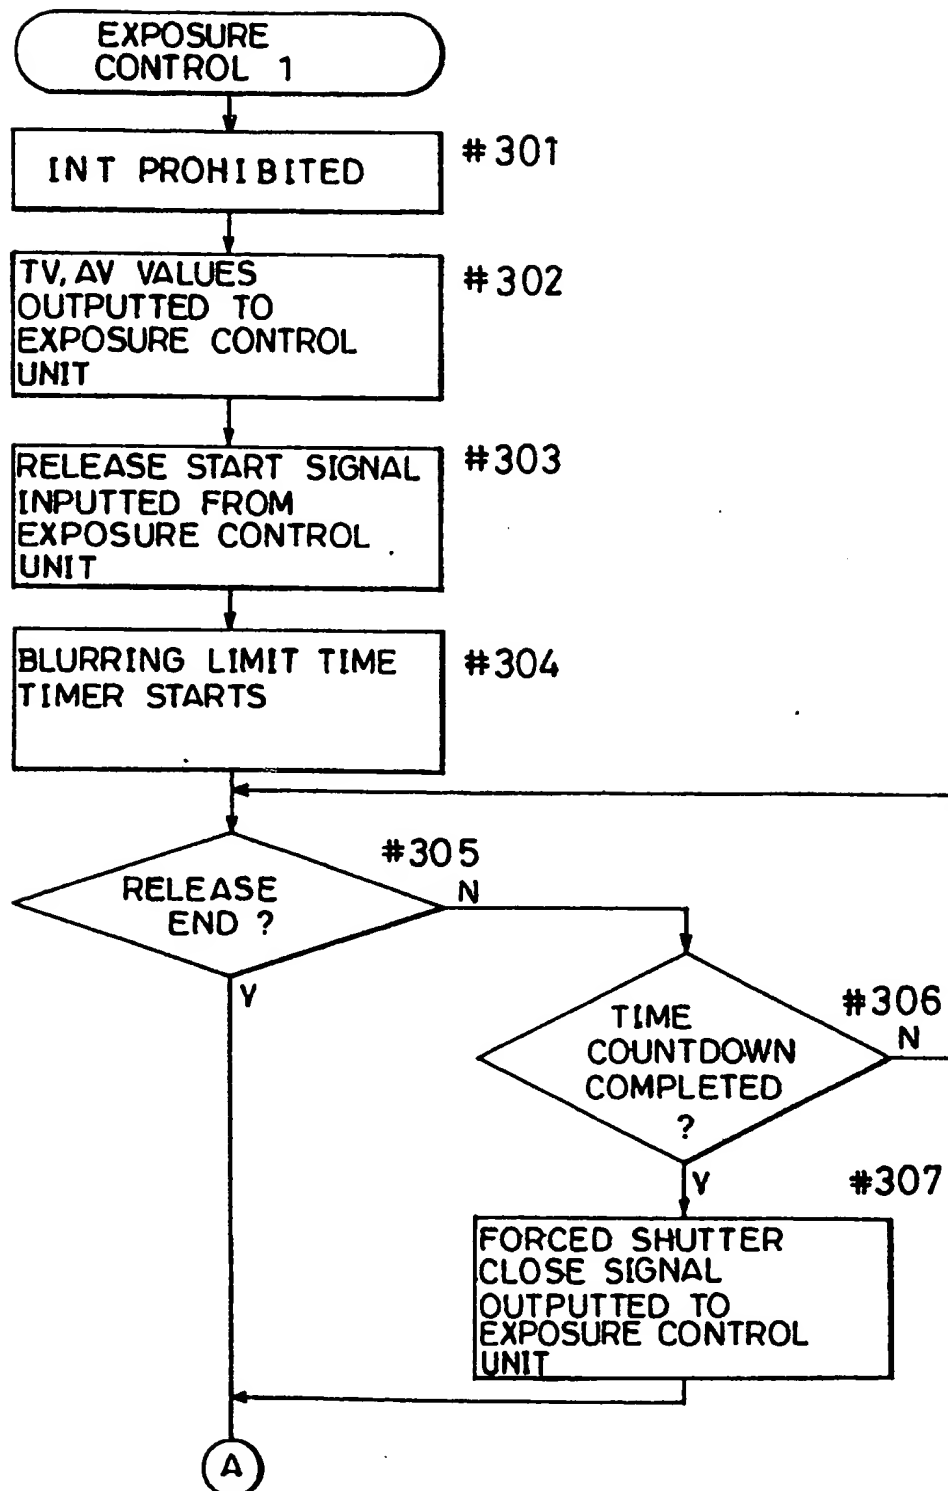 EXPOSURE
CONTROL 1
INT PROHIBITED
#301
TV, AV VALUES
OUTPUTTED TO
EXPOSURE CONTROL
UNIT
#302
RELEASE START SIGNAL
INPUTTED FROM
EXPOSURE CONTROL
UNIT
#303
BLURRING LIMIT TIME
TIMER STARTS
#304
RELEASE
END ?
#305
N
Y
TIME
COUNTDOWN
COMPLETED
?
#306
N
Y
#307
FORCED SHUTTER
CLOSE SIGNAL
OUTPUTTED TO
EXPOSURE CONTROL
UNIT
A